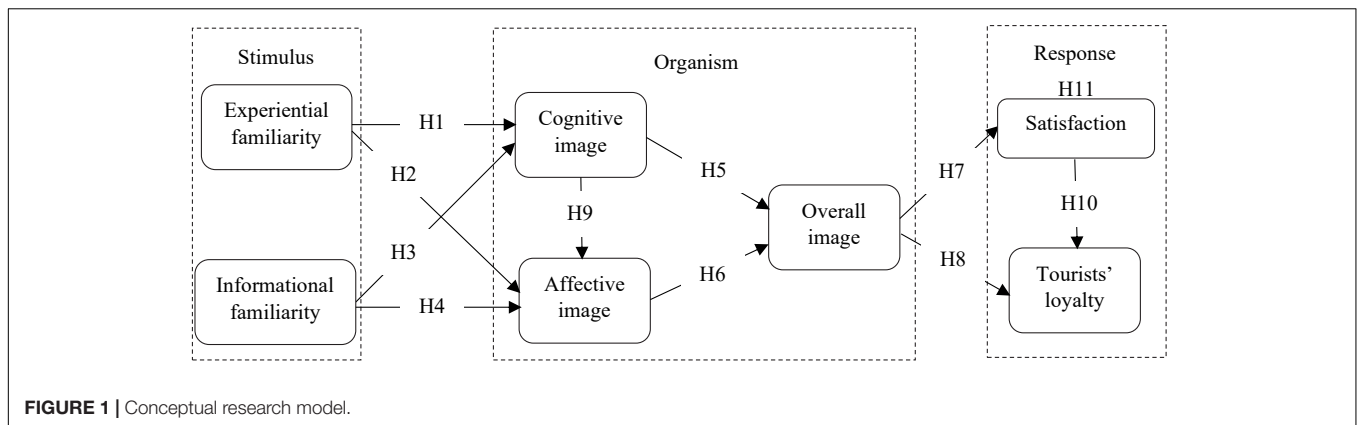 Stimulus
Experiential
familiarity
Informational
familiarity
H1
H2
H3
H4
Organism
Cognitive
image
H9
Affective
image
H5
H6
Overall
image
H7
H8
Response
H11
Satisfaction
H10
Tourists'
loyalty
FIGURE 1 | Conceptual research model.